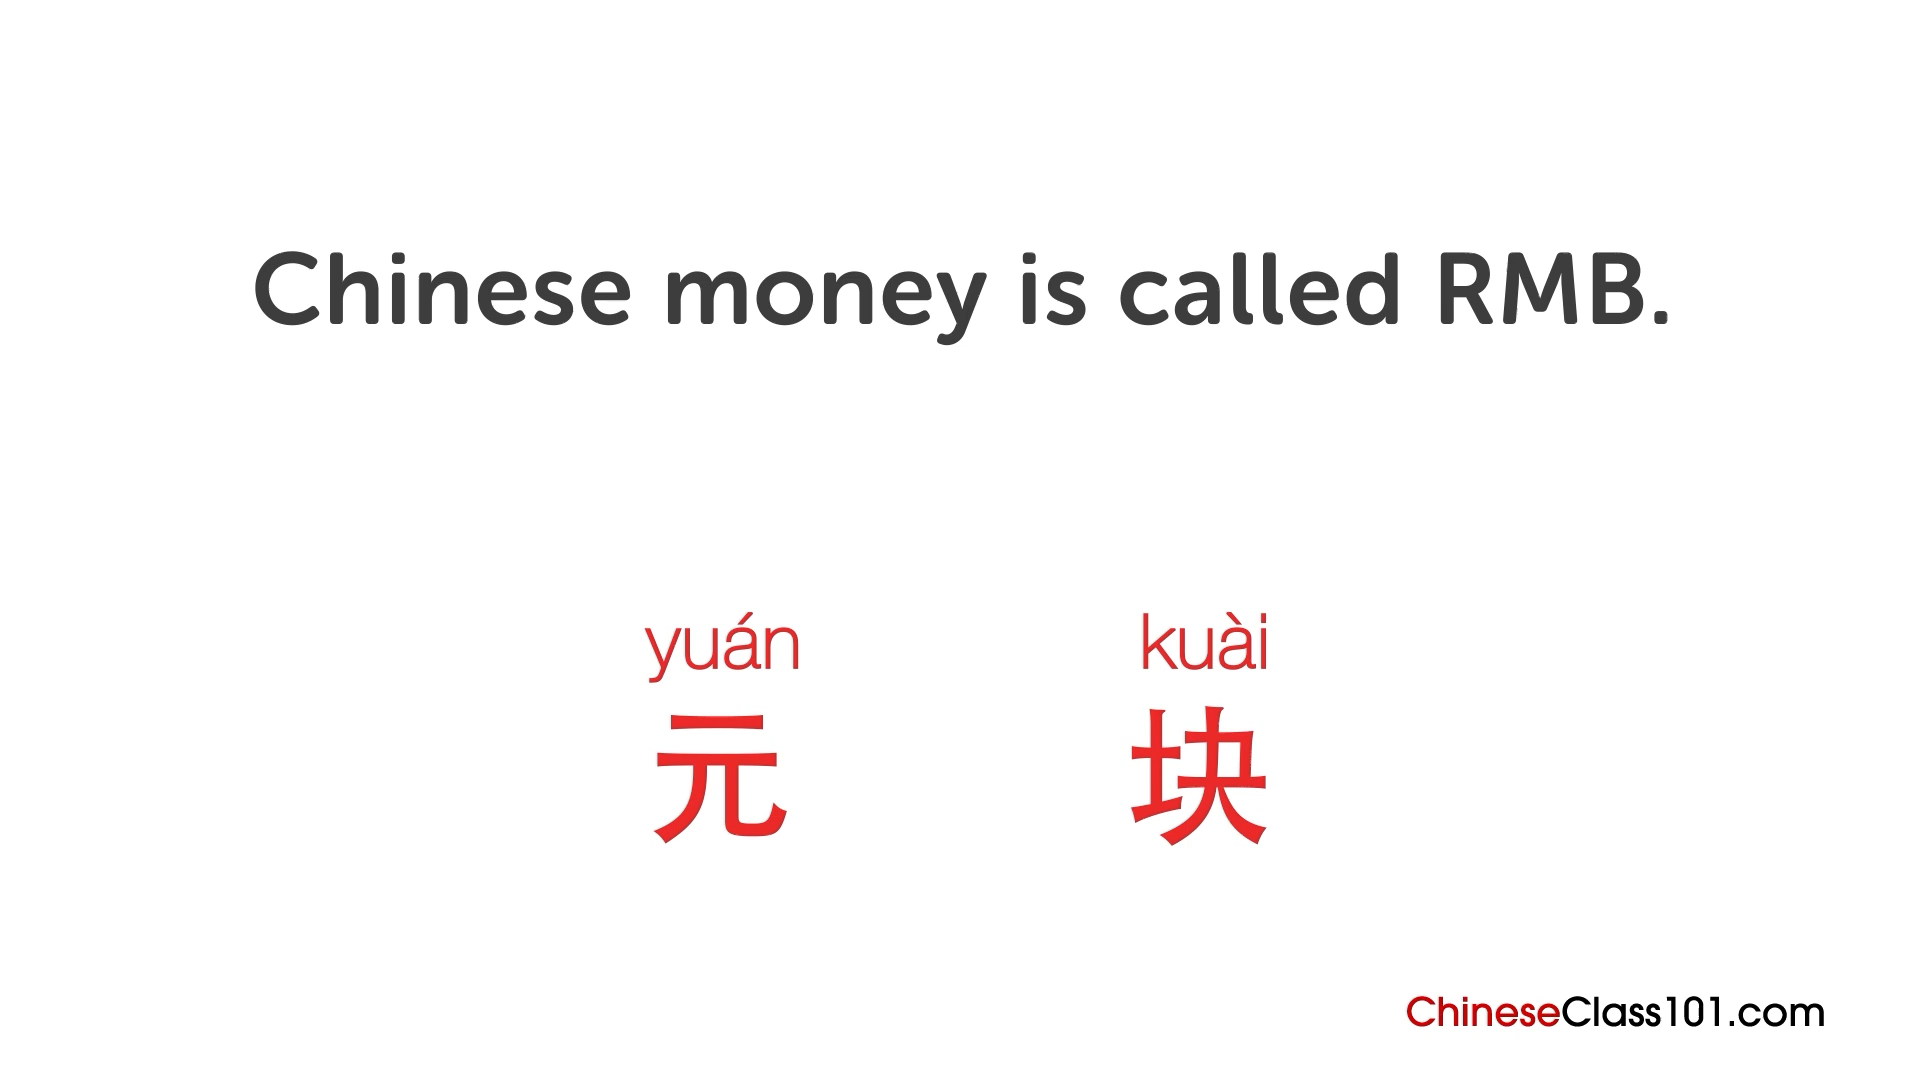 Chinese money is called RMB.
yuán kuài
元 块
ChineseClass101.com